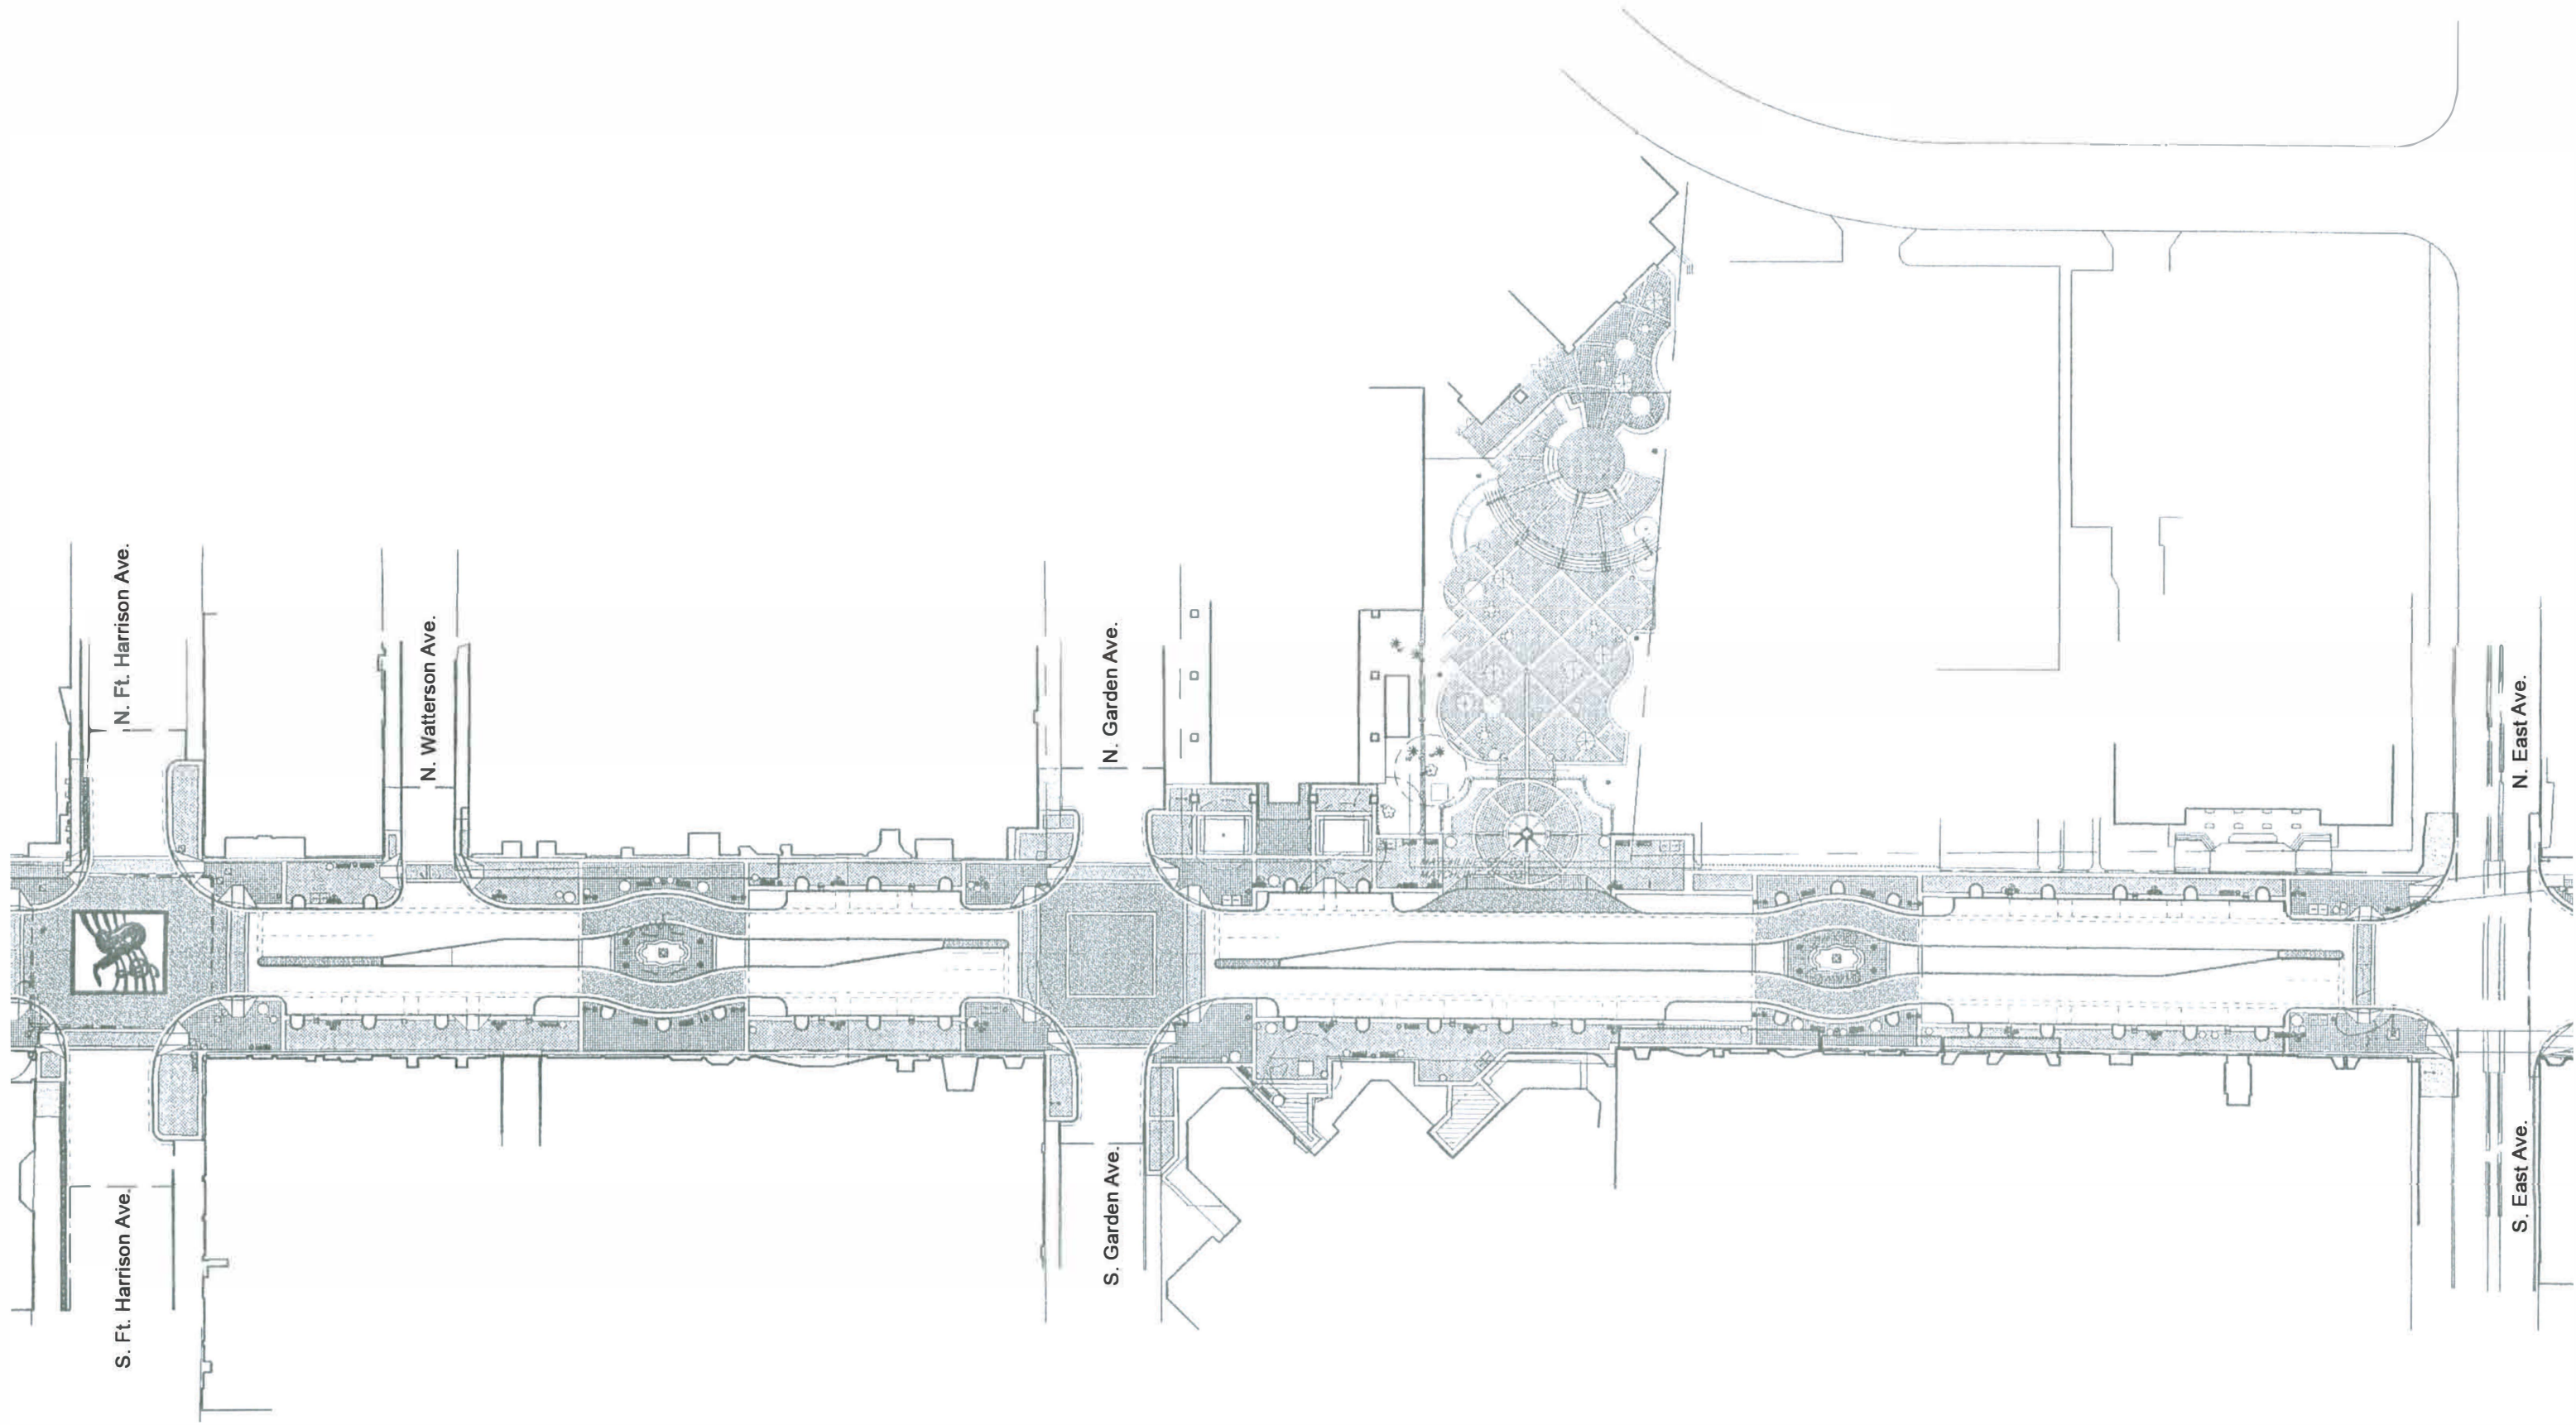 N. Ft. Harrison Ave.
N. Watterson Ave.
N. Garden Ave.
N. East Ave.
S. Ft. Harrison Ave.
S. Garden Ave.
S. East Ave.